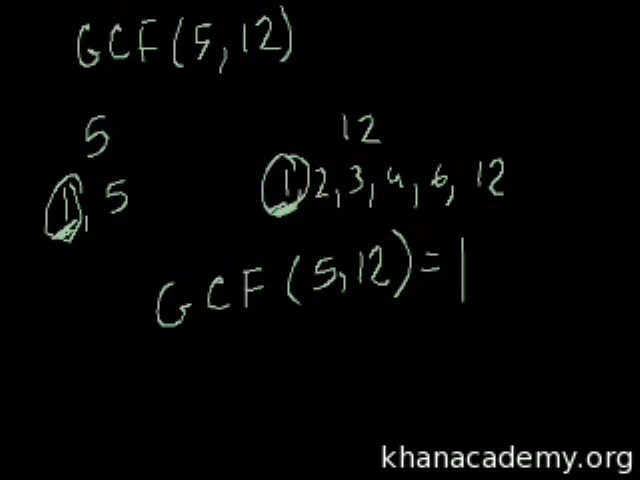 GCF(5,12)
5 12
1, 5 1, 2, 3, 4, 6, 12
GCF(5,12)=1
khanacademy.org